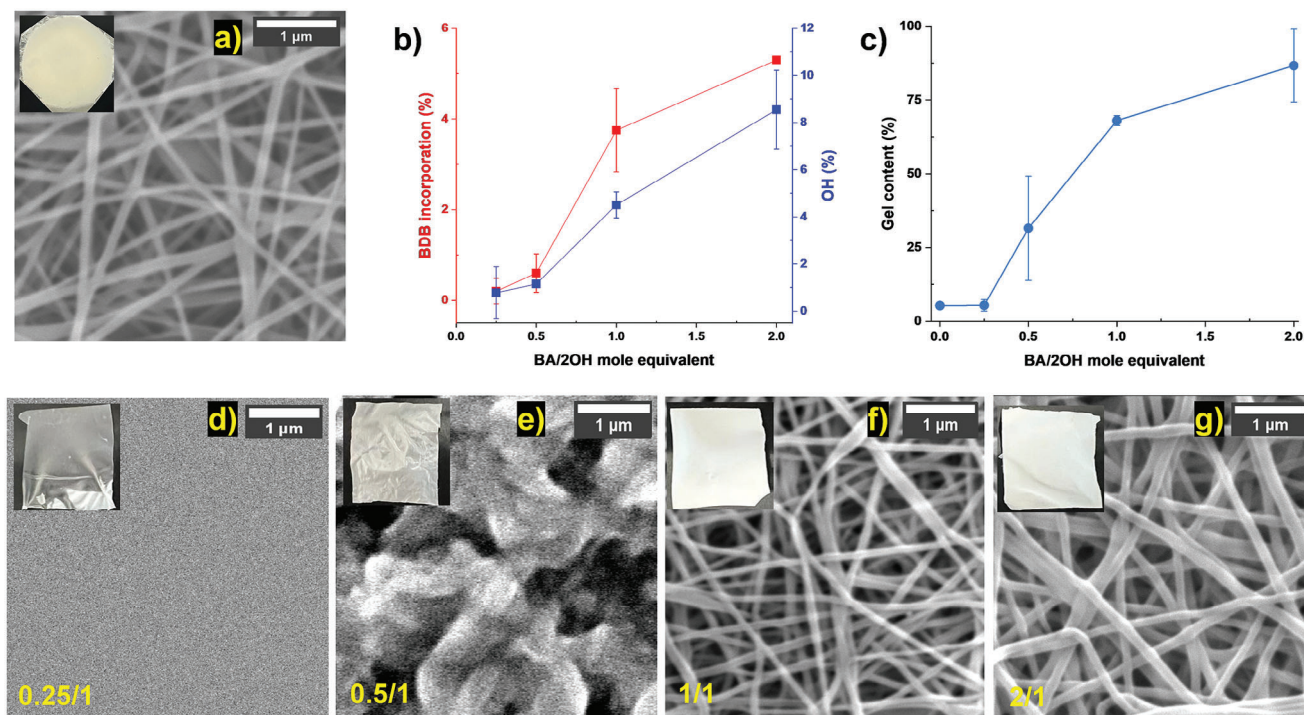 a)
1 µm
b)
BDB incorporation (%)
6
4
2
0
0.0
0.5
1.0
1.5
2.0
BA/2OH mole equivalent
12
10
8
6
4
2
0
OH (%)
c)
Gel content (%)
100
75
50
25
0
0.0
0.5
1.0
1.5
2.0
BA/2OH mole equivalent
d)
1 µm
0.25/1
e)
1 µm
0.5/1
f)
1 µm
1/1
g)
1 µm
2/1